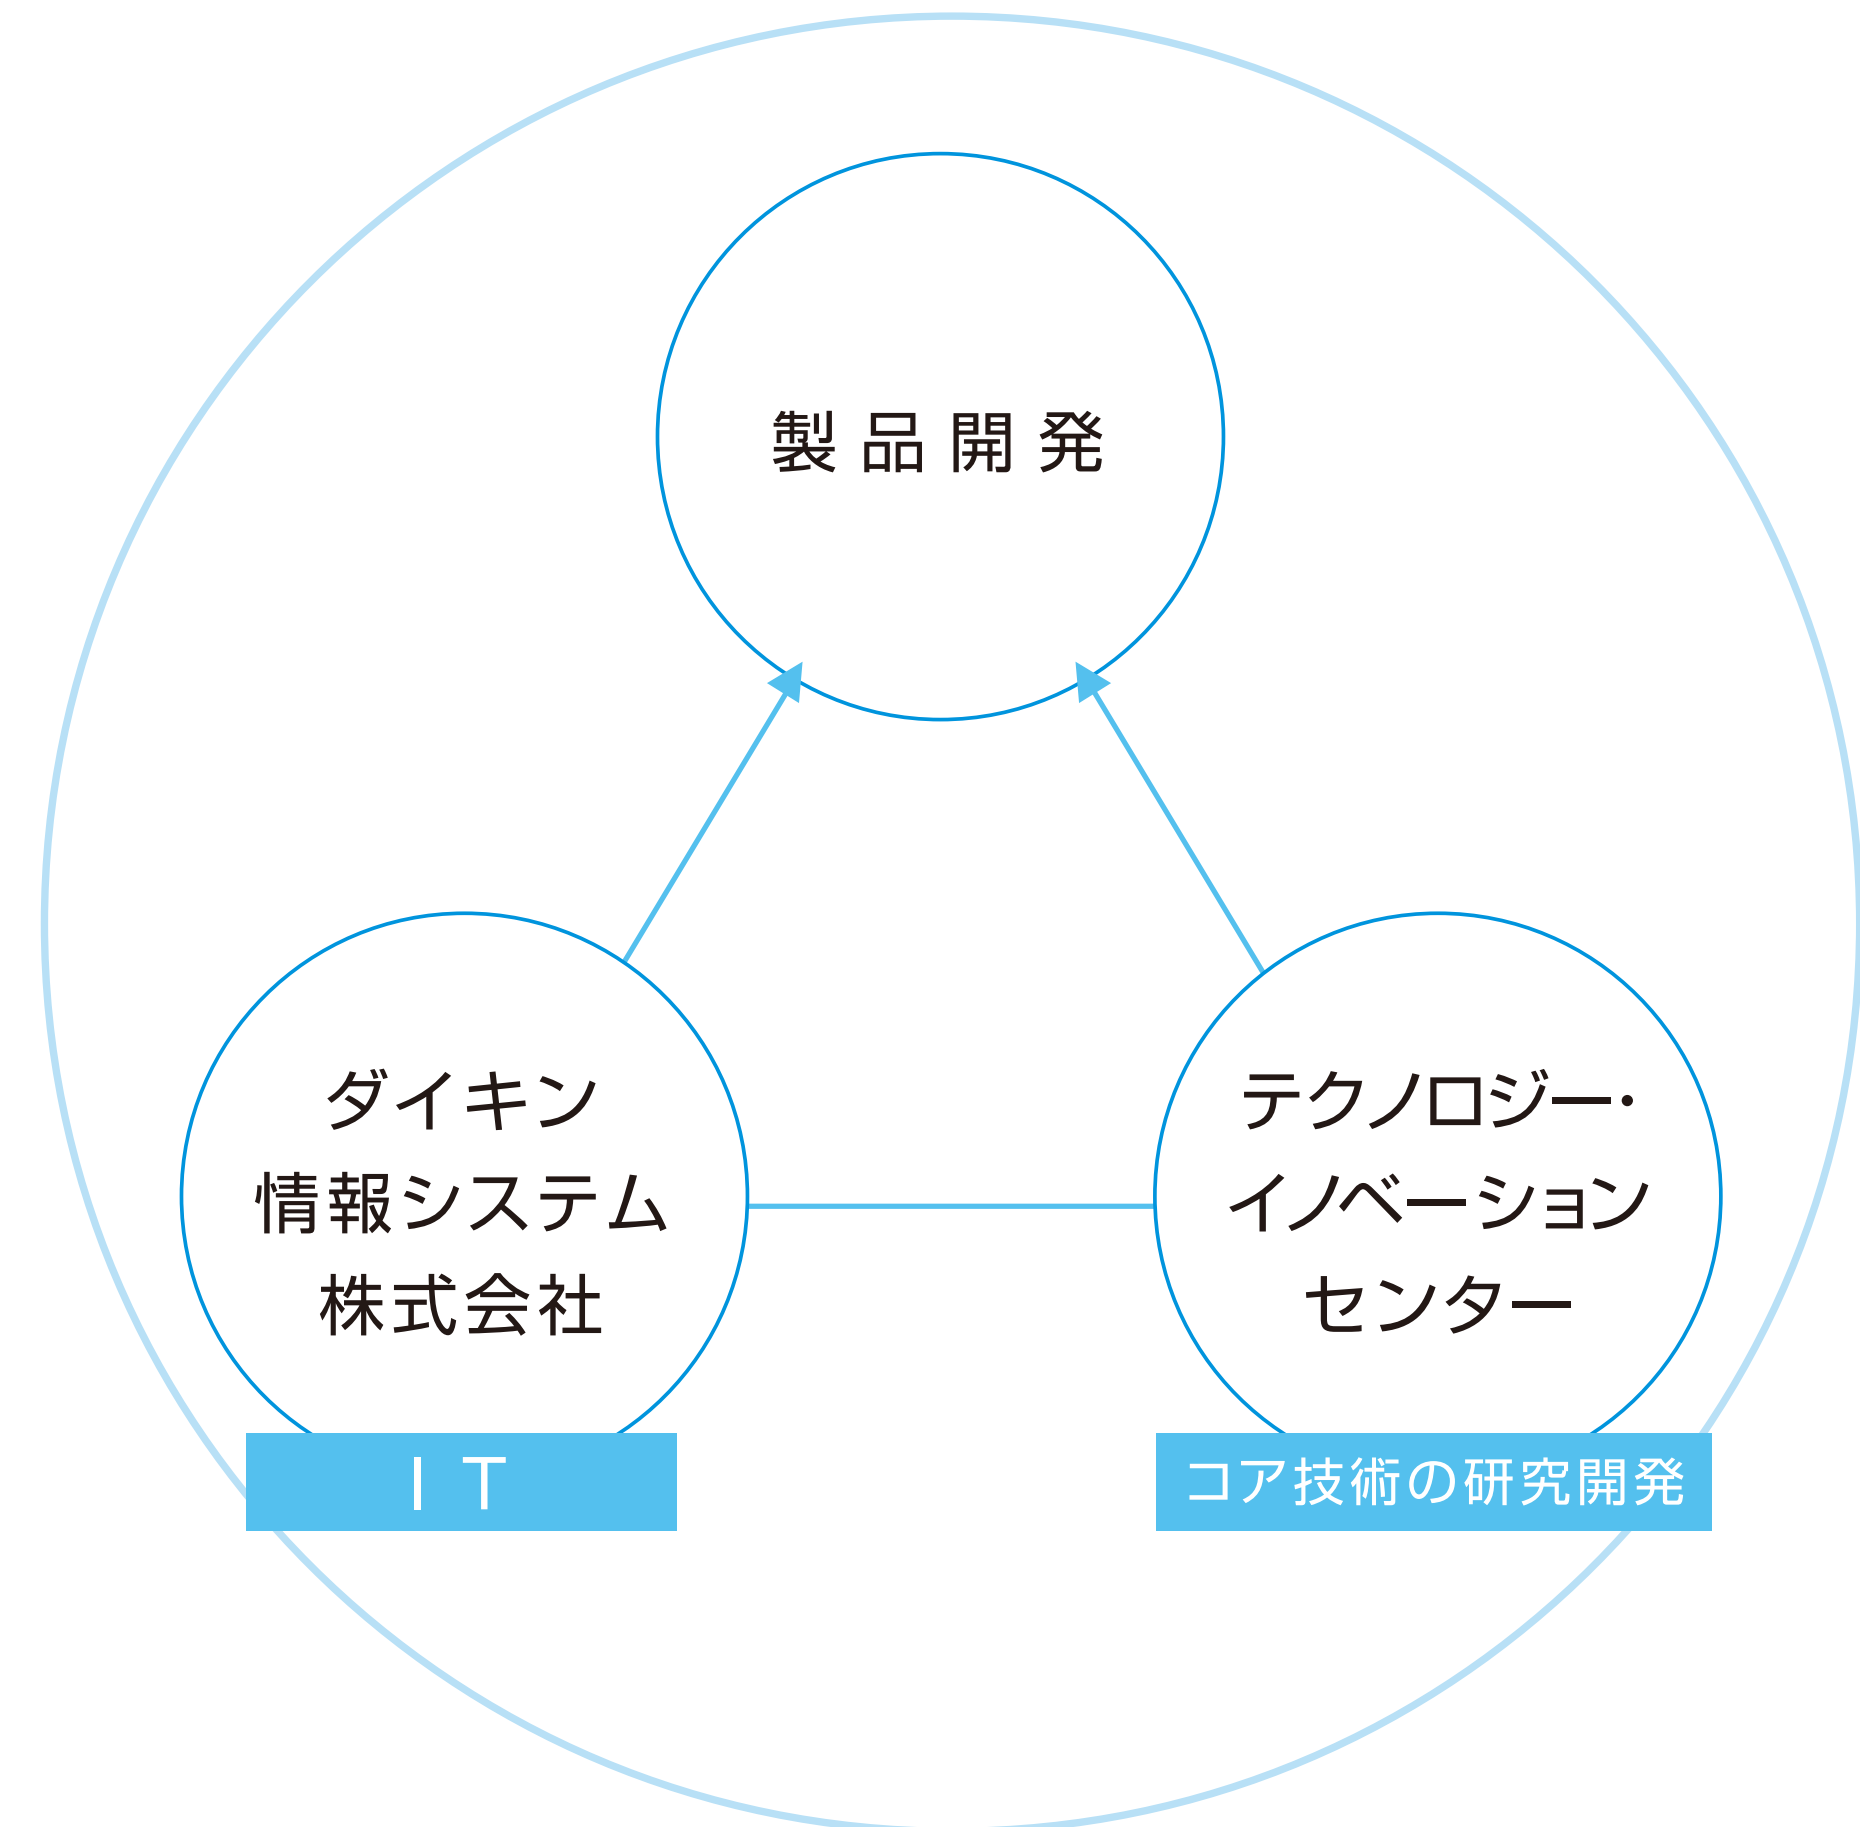 製品開発
ダイキン
情報システム
株式会社
IT
テクノロジー・
イノベーション
センター
コア技術の研究開発